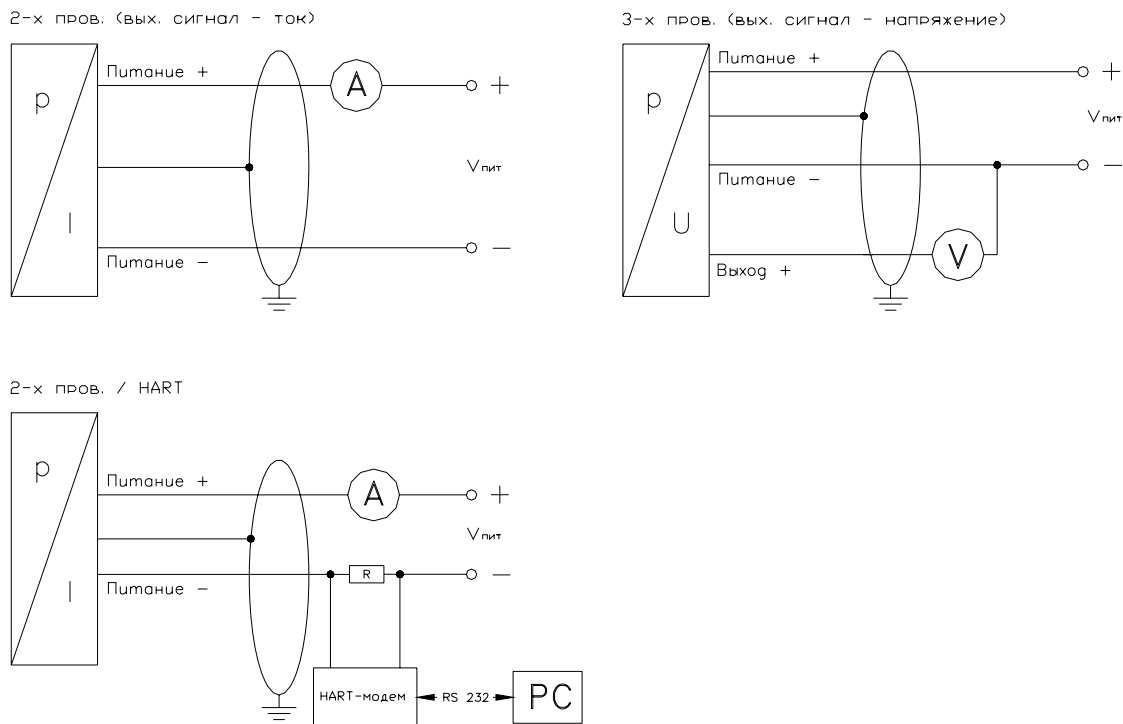 2-х пров. (вых. сигнал - ток)
Питание +
p
A
+
Vпит
I
Питание -
-
3-х пров. (вых. сигнал - напряжение)
Питание +
p
+
Vпит
Питание -
-
U
V
Выход +
2-х пров. / HART
Питание +
p
A
+
Vпит
R
-
I
Питание -
HART-модем
RS 232
PC